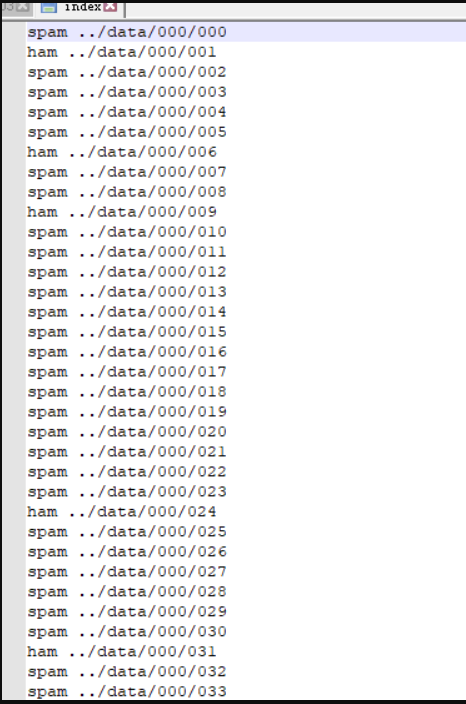 index
spam ../data/000/000
ham ../data/000/001
spam ../data/000/002
spam ../data/000/003
spam ../data/000/004
spam ../data/000/005
ham ../data/000/006
spam ../data/000/007
spam ../data/000/008
ham ../data/000/009
spam ../data/000/010
spam ../data/000/011
spam ../data/000/012
spam ../data/000/013
spam ../data/000/014
spam ../data/000/015
spam ../data/000/016
spam ../data/000/017
spam ../data/000/018
spam ../data/000/019
spam ../data/000/020
spam ../data/000/021
spam ../data/000/022
spam ../data/000/023
ham ../data/000/024
spam ../data/000/025
spam ../data/000/026
spam ../data/000/027
spam ../data/000/028
spam ../data/000/029
spam ../data/000/030
ham ../data/000/031
spam ../data/000/032
spam ../data/000/033